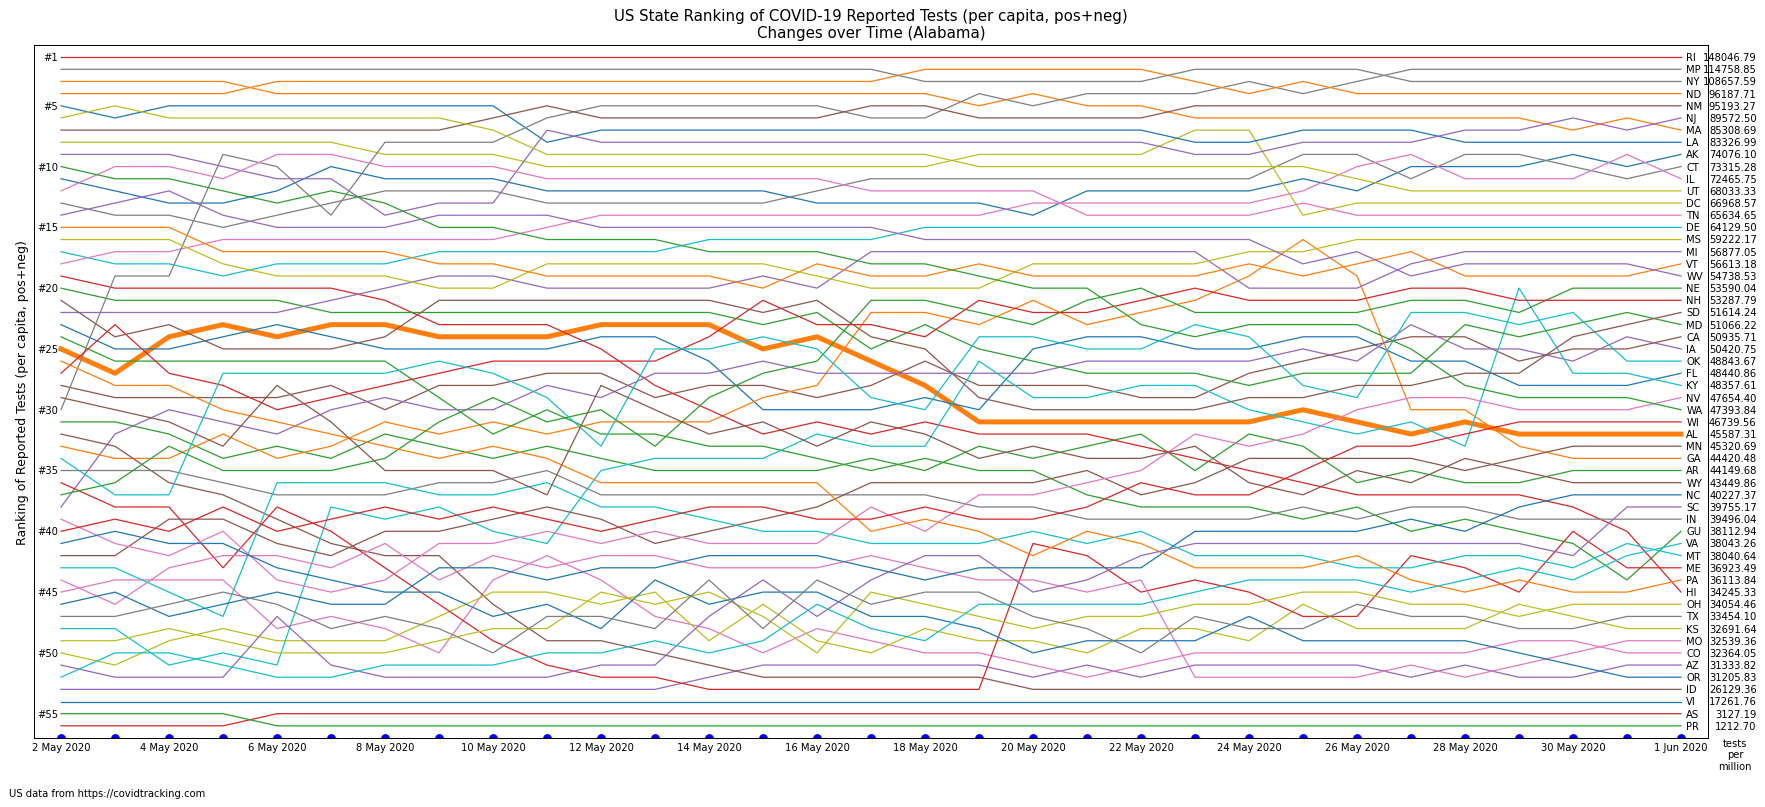 US State Ranking of COVID-19 Reported Tests (per capita, pos+neg)
Changes over Time (Alabama)
Ranking of Reported Tests (per capita, pos+neg)
#1
#5
#10
#15
#20
#25
#30
#35
#40
#45
#50
#55
RI 148046.79
MP 114758.85
NY 108657.59
ND 96187.71
NM 95193.27
NJ 89572.50
MA 85308.69
LA 83326.99
AK 74076.10
CT 73315.28
IL 72465.75
UT 68033.33
DC 66968.57
TN 65634.65
DE 64129.50
MS 59222.17
MI 56877.05
VT 56613.18
WV 54738.53
NE 53590.04
NH 53287.79
SD 51614.24
MD 51066.22
CA 50935.71
IA 50420.75
OK 48843.67
FL 48440.86
KY 48357.61
NV 47654.40
WA 47393.84
WI 46739.56
AL 45587.31
MN 45320.69
GA 44420.48
AR 44149.68
WY 43449.86
NC 40227.37
SC 39755.17
IN 39496.04
GU 38112.94
VA 38043.26
MT 38040.64
ME 36923.49
PA 36113.84
HI 34245.33
OH 34054.46
TX 33454.10
KS 32691.64
MO 32539.36
CO 32364.05
AZ 31333.82
OR 31205.83
ID 26129.36
VI 17261.76
AS 3127.19
PR 1212.70
2 May 2020 4 May 2020 6 May 2020 8 May 2020 10 May 2020 12 May 2020 14 May 2020 16 May 2020 18 May 2020 20 May 2020 22 May 2020 24 May 2020 26 May 2020 28 May 2020 30 May 2020 1 Jun 2020
tests
per
million
US data from https://covidtracking.com